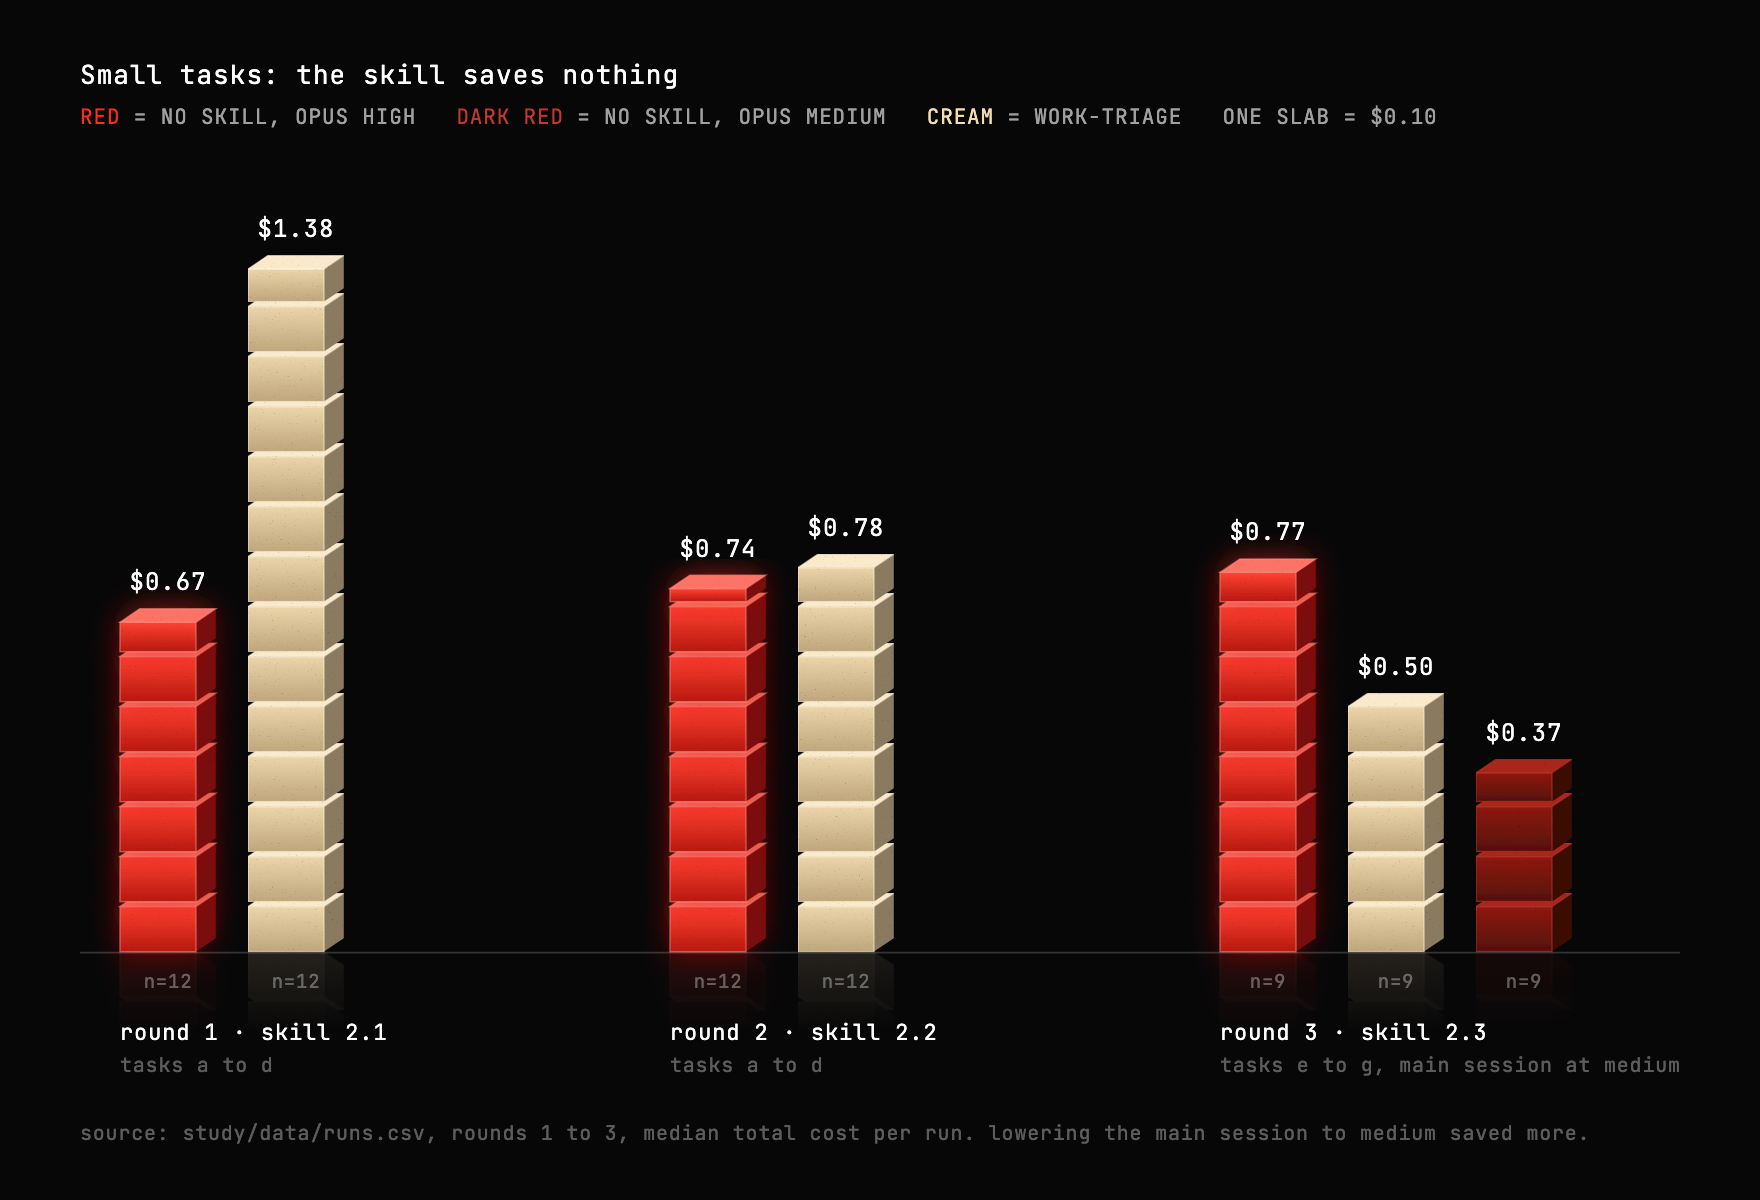 Small tasks: the skill saves nothing
RED = NO SKILL, OPUS HIGH DARK RED = NO SKILL, OPUS MEDIUM CREAM = WORK-TRIAGE ONE SLAB = $0.10
$1.38
$0.67
$0.74
$0.78
$0.77
$0.50
$0.37
n=12
n=12
n=12
n=12
n=9
n=9
n=9
round 1 · skill 2.1
tasks a to d
round 2 · skill 2.2
tasks a to d
round 3 · skill 2.3
tasks e to g, main session at medium
source: study/data/runs.csv, rounds 1 to 3, median total cost per run. lowering the main session to medium saved more.